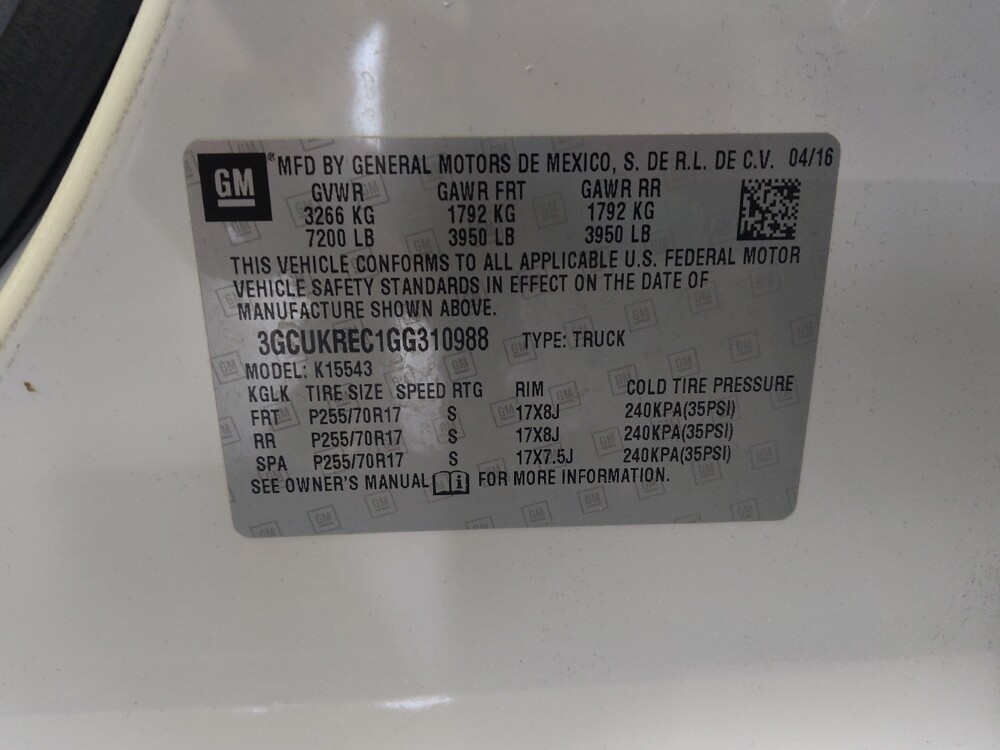 GM ® MFD BY GENERAL MOTORS DE MEXICO, S. DE R.L. DE C.V. 04/16
GVWR GAWR FRT GAWR RR
3266 KG 1792 KG 1792 KG
7200 LB 3950 LB 3950 LB
THIS VEHICLE CONFORMS TO ALL APPLICABLE U.S. FEDERAL MOTOR
VEHICLE SAFETY STANDARDS IN EFFECT ON THE DATE OF
MANUFACTURE SHOWN ABOVE.
3GCUKREC1GG310988 TYPE: TRUCK
MODEL: K15543
KGLK TIRE SIZE SPEED RTG RIM COLD TIRE PRESSURE
FRT P255/70R17 S 17X8J 240KPA(35PSI)
RR P255/70R17 S 17X8J 240KPA(35PSI)
SPA P255/70R17 S 17X7.5J 240KPA(35PSI)
SEE OWNER'S MANUAL i FOR MORE INFORMATION.